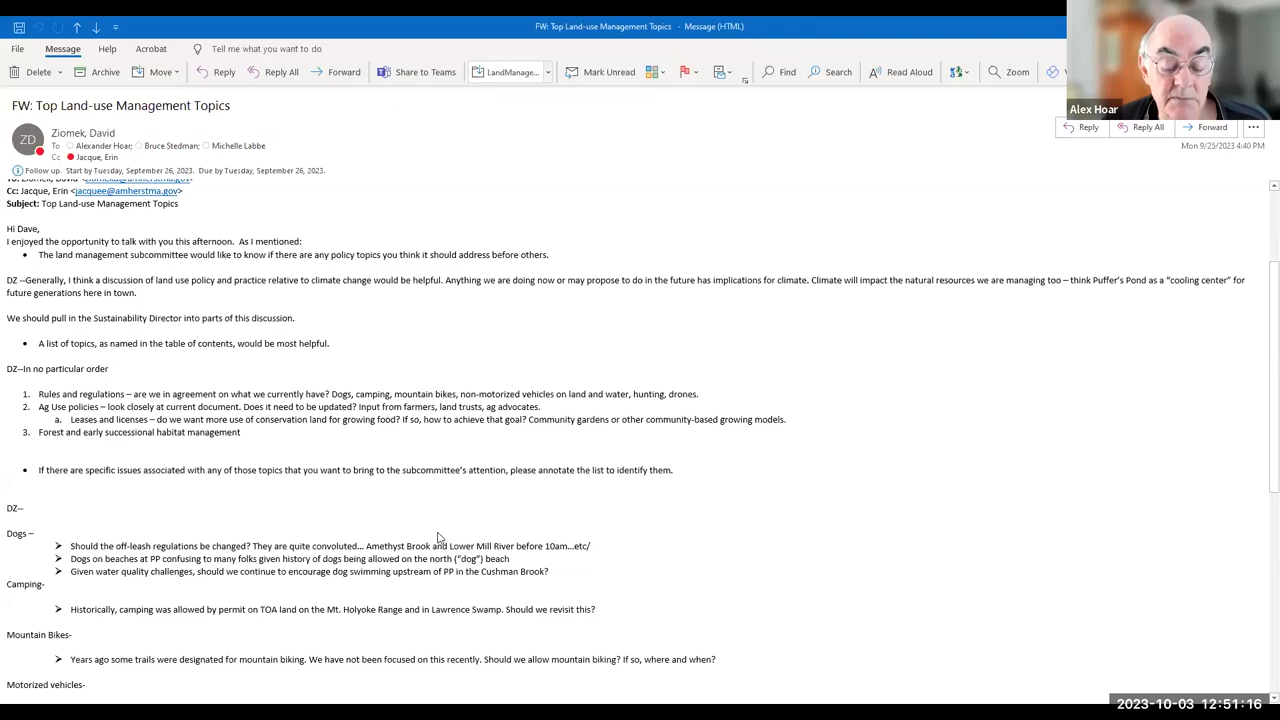 FW: Top Land-use Management Topics - Message (HTML)
File Message Help Acrobat Tell me what you want to do
Delete Archive Move Reply Reply All Forward Share to Teams LandManage... Mark Unread Find Search Read Aloud Zoom
FW: Top Land-use Management Topics
Alex Hoar
ZD
Ziomek, David
To Alexander Hoar; Bruce Stedman; Michelle Labbe
Cc Jacque, Erin
Reply Reply All Forward
Mon 9/25/2023 4:40 PM
Follow up. Start by Tuesday, September 26, 2023. Due by Tuesday, September 26, 2023.
Cc: Jacque, Erin <jacquee@amherstma.gov>
Subject: Top Land-use Management Topics
Hi Dave,
I enjoyed the opportunity to talk with you this afternoon. As I mentioned:
• The land management subcommittee would like to know if there are any policy topics you think it should address before others.
DZ --Generally, I think a discussion of land use policy and practice relative to climate change would be helpful. Anything we are doing now or may propose to do in the future has implications for climate. Climate will impact the natural resources we are managing too – think Puffer's Pond as a "cooling center" for
future generations here in town.
We should pull in the Sustainability Director into parts of this discussion.
• A list of topics, as named in the table of contents, would be most helpful.
DZ--In no particular order
1. Rules and regulations – are we in agreement on what we currently have? Dogs, camping, mountain bikes, non-motorized vehicles on land and water, hunting, drones.
2. Ag Use policies – look closely at current document. Does it need to be updated? Input from farmers, land trusts, ag advocates.
a. Leases and licenses – do we want more use of conservation land for growing food? If so, how to achieve that goal? Community gardens or other community-based growing models.
3. Forest and early successional habitat management
• If there are specific issues associated with any of those topics that you want to bring to the subcommittee's attention, please annotate the list to identify them.
DZ--
Dogs –
➢ Should the off-leash regulations be changed? They are quite convoluted... Amethyst Brook and Lower Mill River before 10am...etc/
➢ Dogs on beaches at PP confusing to many folks given history of dogs being allowed on the north ("dog") beach
➢ Given water quality challenges, should we continue to encourage dog swimming upstream of PP in the Cushman Brook?
Camping-
➢ Historically, camping was allowed by permit on TOA land on the Mt. Holyoke Range and in Lawrence Swamp. Should we revisit this?
Mountain Bikes-
➢ Years ago some trails were designated for mountain biking. We have not been focused on this recently. Should we allow mountain biking? If so, where and when?
Motorized vehicles-
2023-10-03 12:51:16